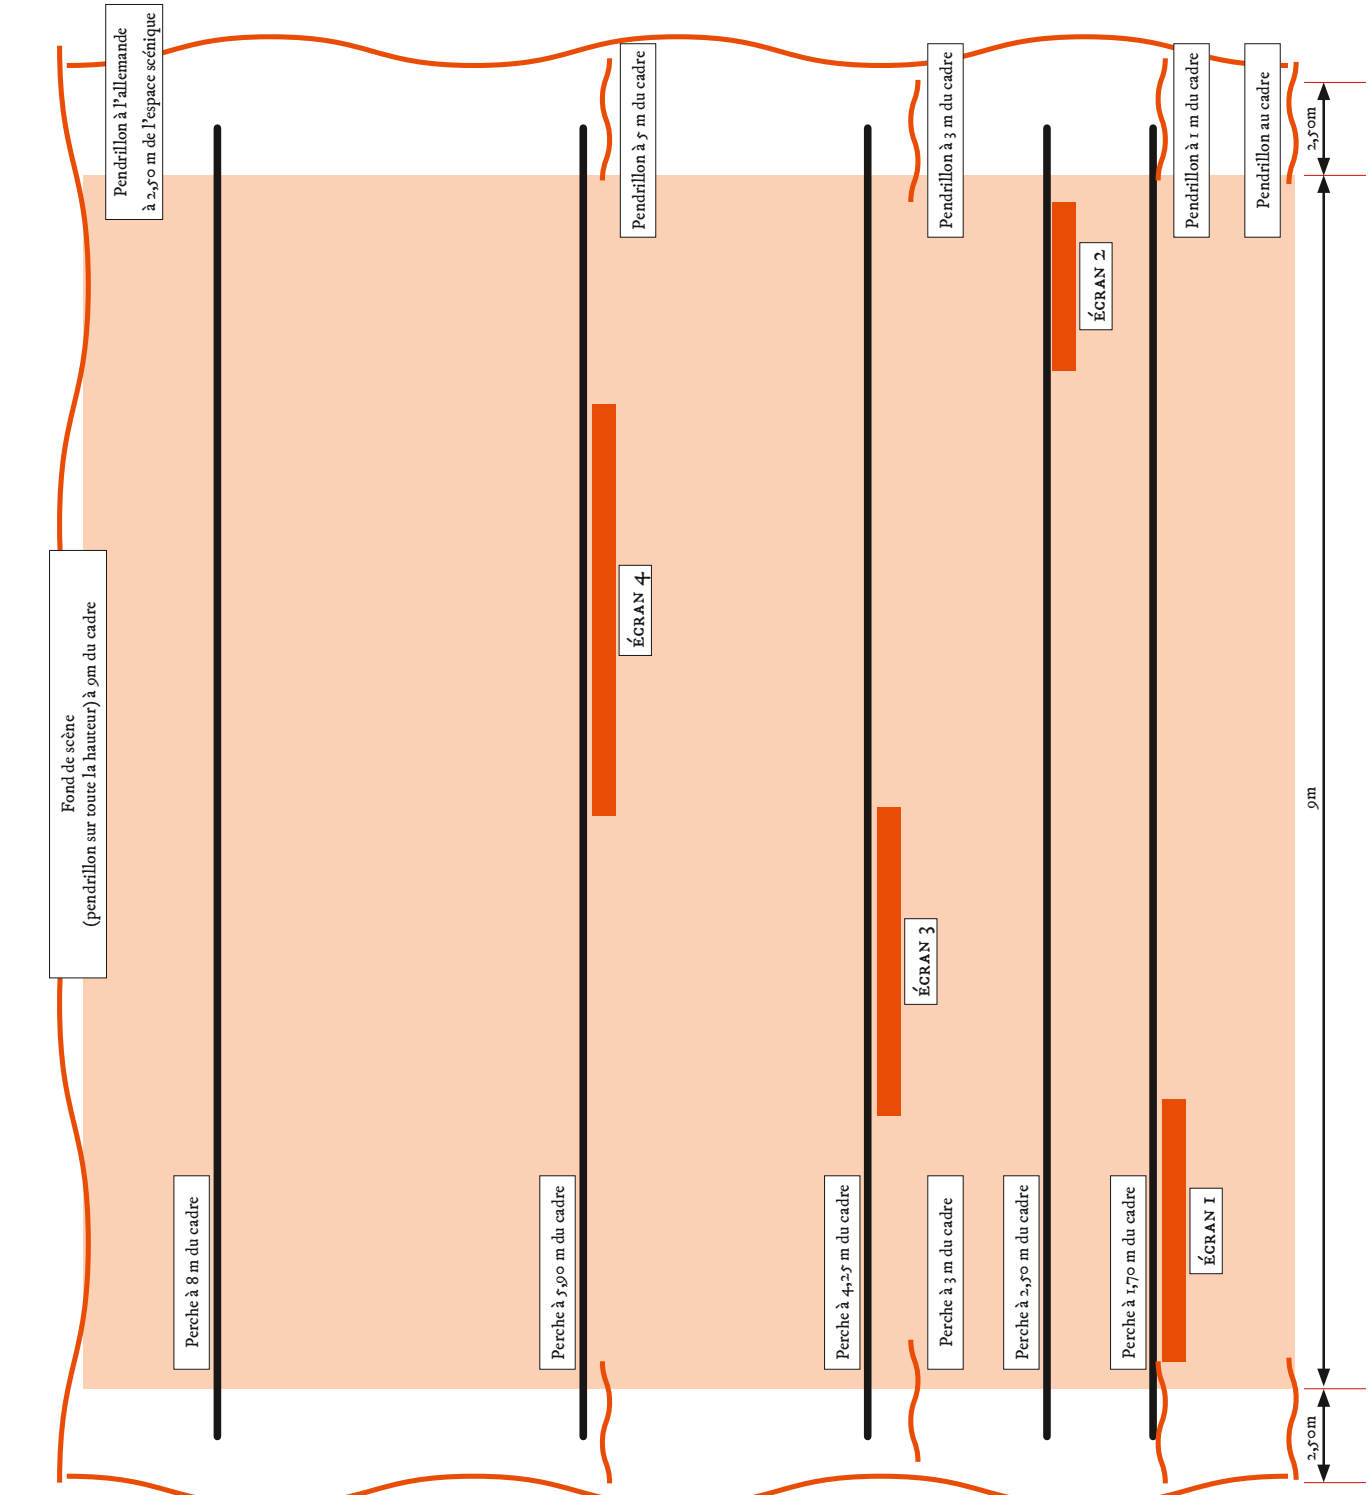 Fond de scène
(pendrillon sur toute la hauteur) à 9m du cadre
Pendrillon à l'allemande
à 2,50 m de l'espace scénique
Perche à 8 m du cadre
Perche à 5,90 m du cadre
ÉCRAN 4
Pendrillon à 5 m du cadre
Perche à 4,25 m du cadre
ÉCRAN 3
Perche à 3 m du cadre
Pendrillon à 3 m du cadre
Perche à 2,50 m du cadre
ÉCRAN 2
Perche à 1,70 m du cadre
ÉCRAN 1
Pendrillon à 1 m du cadre
Pendrillon au cadre
2,50m
9m
2,50m